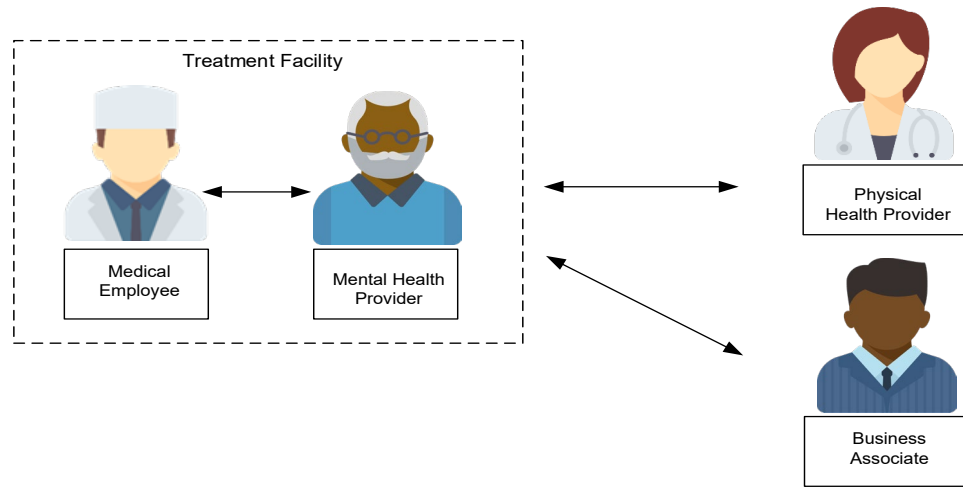 Treatment Facility
Medical
Employee
Mental Health
Provider
Physical
Health Provider
Business
Associate